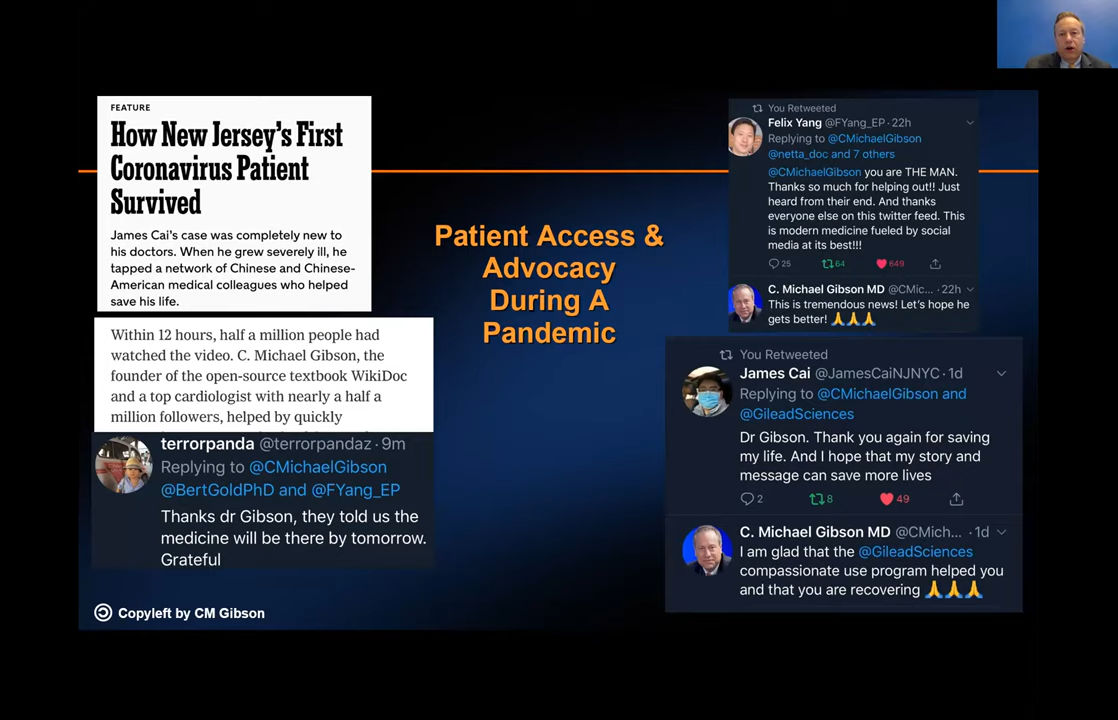 FEATURE
How New Jersey's First
Coronavirus Patient
Survived
James Cai's case was completely new to
his doctors. When he grew severely ill, he
tapped a network of Chinese and Chinese-
American medical colleagues who helped
save his life.
Within 12 hours, half a million people had
watched the video. C. Michael Gibson, the
founder of the open-source textbook WikiDoc
and a top cardiologist with nearly a half a
million followers, helped by quickly
terrorpanda @terrorpandaz · 9m
Replying to @CMichaelGibson
@BertGoldPhD and @FYang_EP
Thanks dr Gibson, they told us the
medicine will be there by tomorrow.
Grateful
Copyleft by CM Gibson
Patient Access &
Advocacy
During A
Pandemic
You Retweeted
Felix Yang @FYang_EP · 22h
Replying to @CMichaelGibson
@netta_doc and 7 others
@CMichaelGibson you are THE MAN.
Thanks so much for helping out!! Just
heard from their end. And thanks
everyone else on this twitter feed. This
is modern medicine fueled by social
media at its best!!!
25 64 649
C. Michael Gibson MD @CMic... · 22h
This is tremendous news! Let's hope he
gets better! 🙏🙏🙏
You Retweeted
James Cai @JamesCaiNJNYC · 1d
Replying to @CMichaelGibson and
@GileadSciences
Dr Gibson. Thank you again for saving
my life. And I hope that my story and
message can save more lives
2 8 49
C. Michael Gibson MD @CMich... · 1d
I am glad that the @GileadSciences
compassionate use program helped you
and that you are recovering 🙏🙏🙏